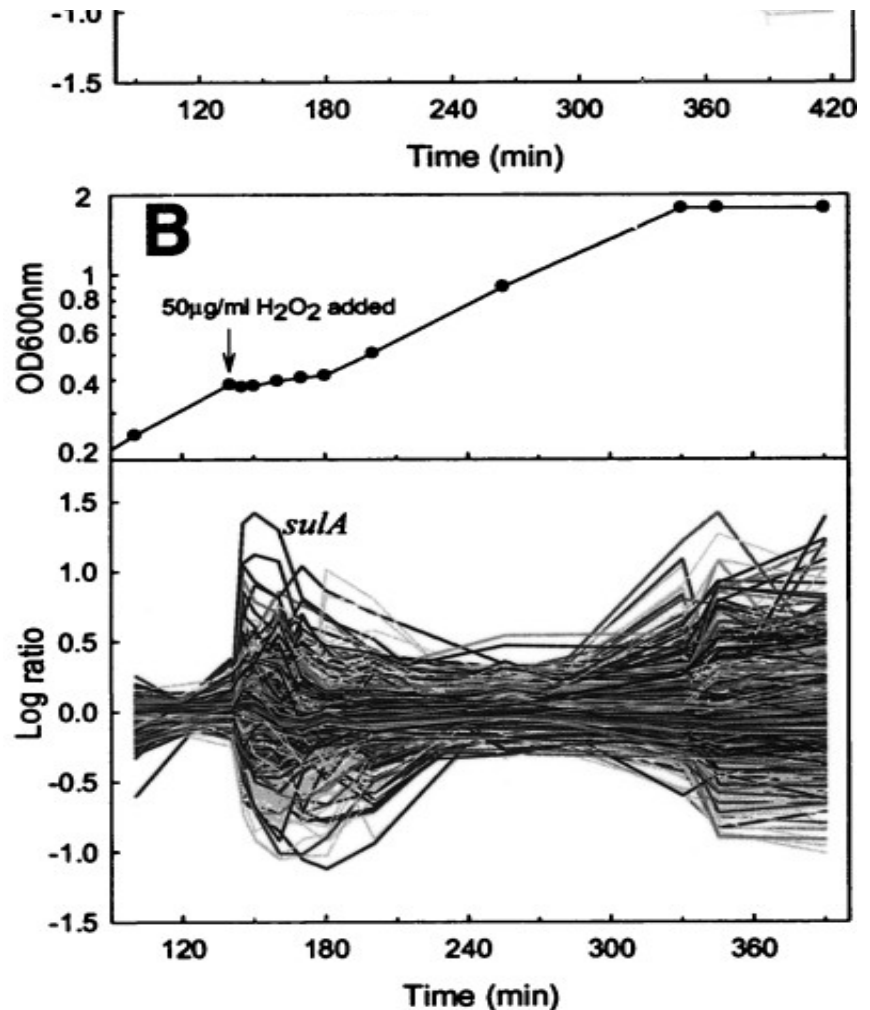 -1.0
-1.5
120 180 240 300 360 420
Time (min)
B
2
1
0.8
0.6
0.4
0.2
OD600nm
50µg/ml H₂O₂ added
1.5
1.0
0.5
0.0
-0.5
-1.0
-1.5
Log ratio
sulA
120 180 240 300 360
Time (min)